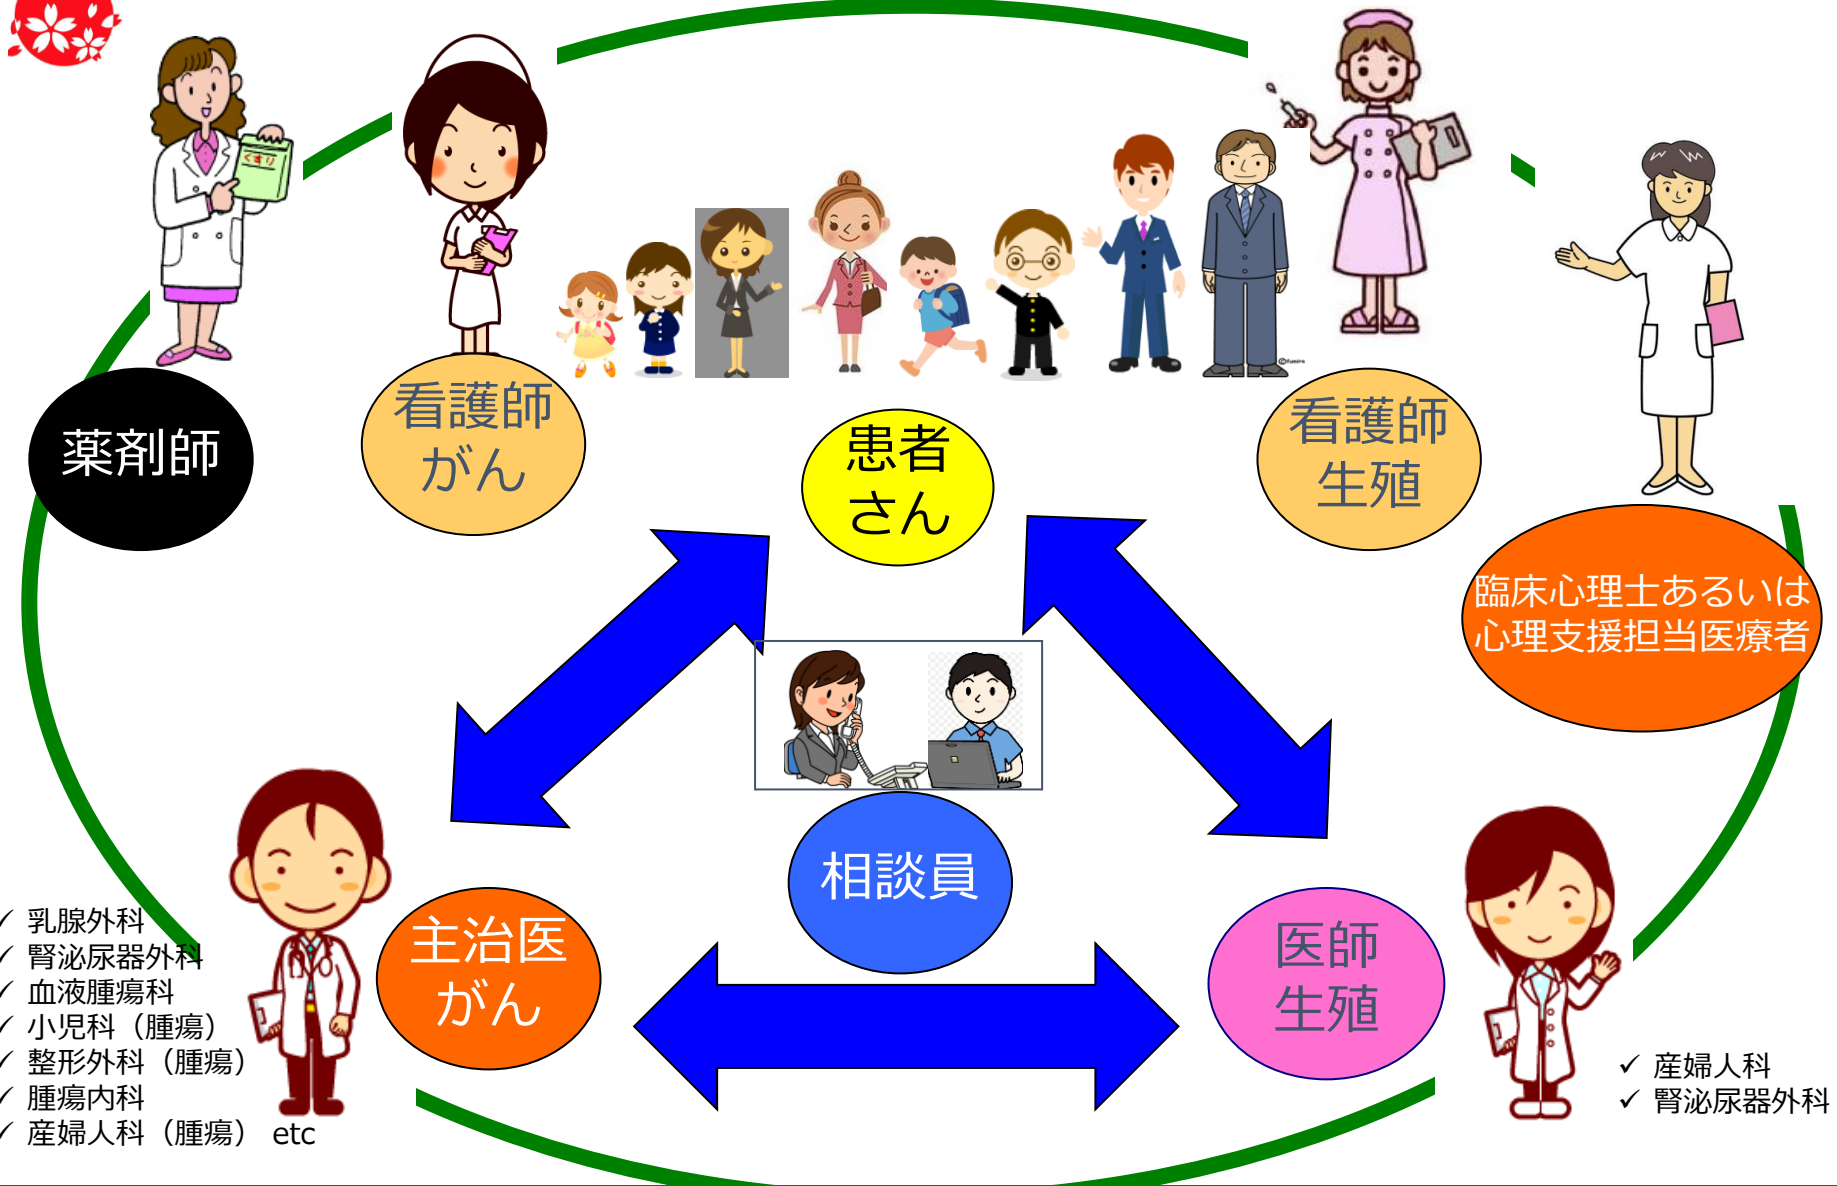 くすり
©fumira
薬剤師
看護師
がん
患者
さん
看護師
生殖
臨床心理士あるいは
心理支援担当医療者
相談員
主治医
がん
医師
生殖
✓ 乳腺外科
✓ 腎泌尿器外科
✓ 血液腫瘍科
✓ 小児科（腫瘍）
✓ 整形外科（腫瘍）
✓ 腫瘍内科
✓ 産婦人科（腫瘍） etc
✓ 産婦人科
✓ 腎泌尿器外科